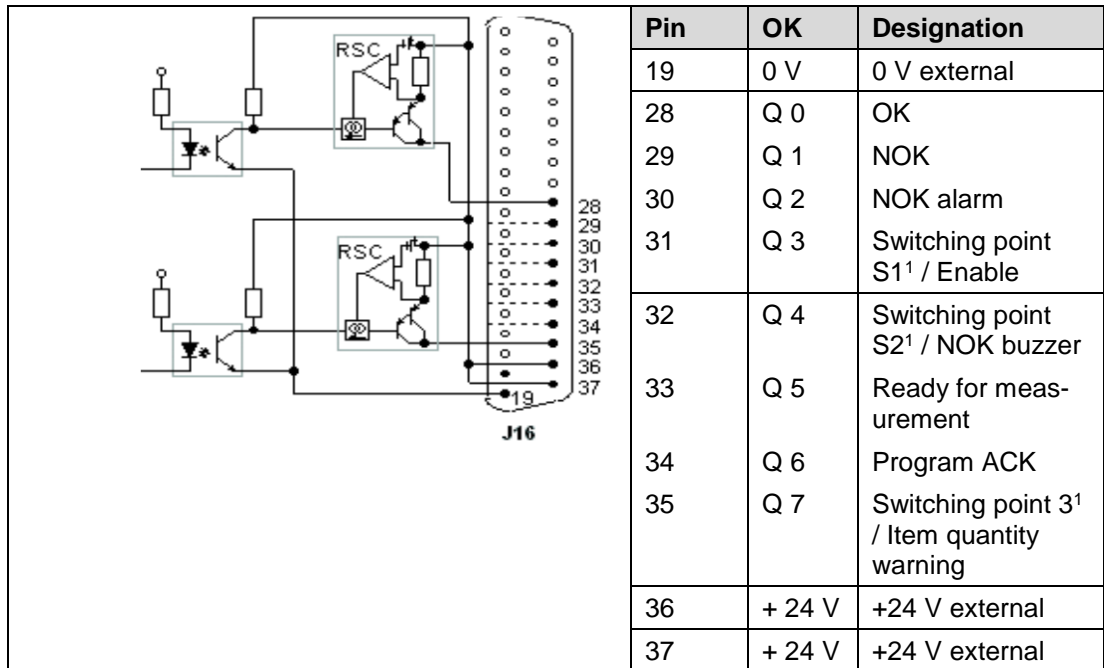 RSC
RSC
28
29
30
31
32
33
34
35
36
37
19
J16
Pin OK Designation
19 0 V 0 V external
28 Q 0 OK
29 Q 1 NOK
30 Q 2 NOK alarm
31 Q 3 Switching point
S1¹ / Enable
32 Q 4 Switching point
S2¹ / NOK buzzer
33 Q 5 Ready for meas-
urement
34 Q 6 Program ACK
35 Q 7 Switching point 3¹
/ Item quantity
warning
36 + 24 V +24 V external
37 + 24 V +24 V external